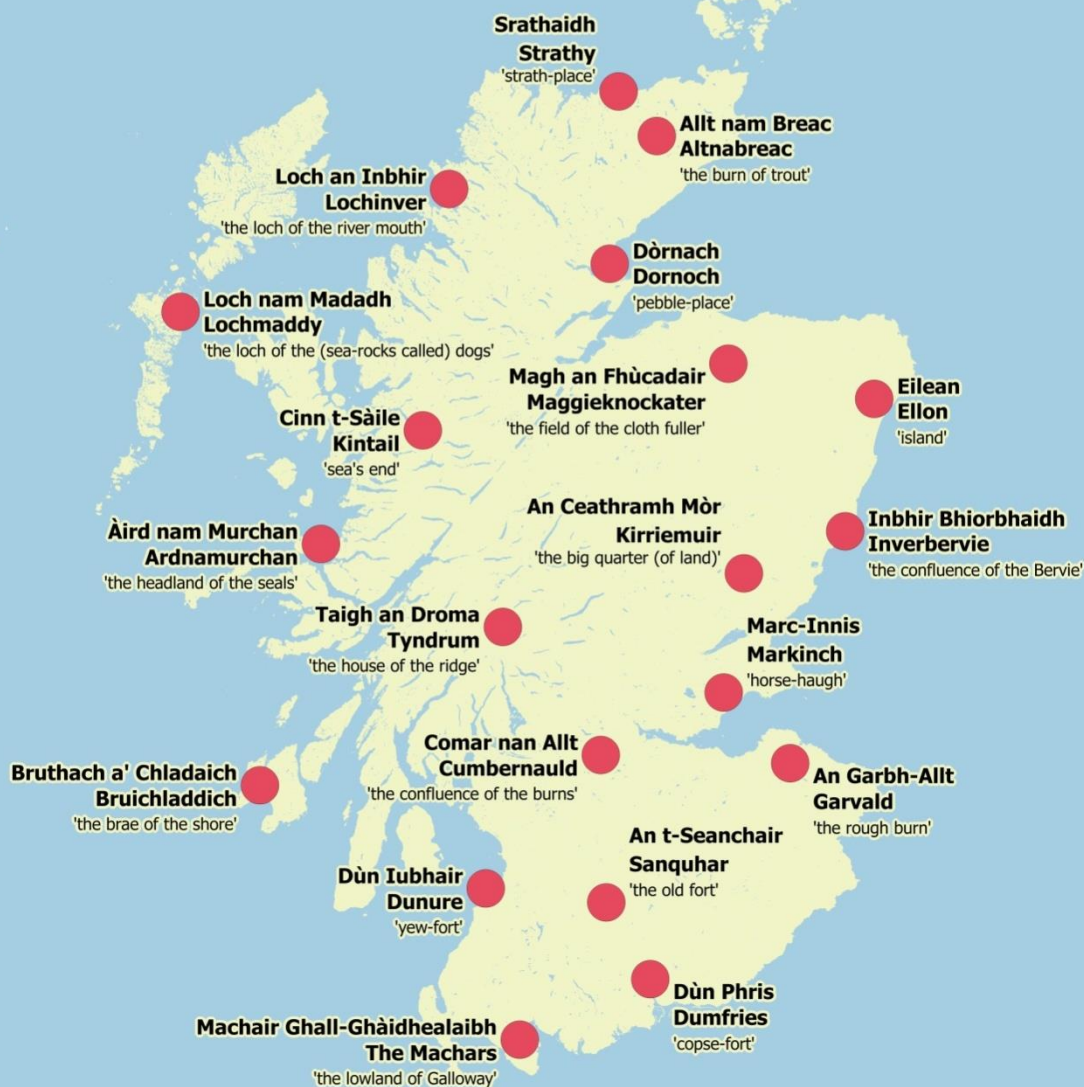 Srathaidh
Strathy
'strath-place'
Allt nam Breac
Altnabreac
'the burn of trout'
Loch an Inbhir
Lochinver
'the loch of the river mouth'
Dòrnach
Dornoch
'pebble-place'
Loch nam Madadh
Lochmaddy
'the loch of the (sea-rocks called) dogs'
Magh an Fhùcadair
Maggieknockater
'the field of the cloth fuller'
Eilean
Ellon
'island'
Cinn t-Sàile
Kintail
'sea's end'
An Ceathramh Mòr
Kirriemuir
'the big quarter (of land)'
Inbhir Bhiorbhaidh
Inverbervie
'the confluence of the Bervie'
Àird nam Murchan
Ardnamurchan
'the headland of the seals'
Taigh an Droma
Tyndrum
'the house of the ridge'
Marc-Innis
Markinch
'horse-haugh'
Comar nan Allt
Cumbernauld
'the confluence of the burns'
Bruthach a' Chladaich
Bruichladdich
'the brae of the shore'
An Garbh-Allt
Garvald
'the rough burn'
An t-Seanchair
Sanquhar
'the old fort'
Dùn Iubhair
Dunure
'yew-fort'
Dùn Phris
Dumfries
'copse-fort'
Machair Ghall-Ghàidhealaibh
The Machars
'the lowland of Galloway'